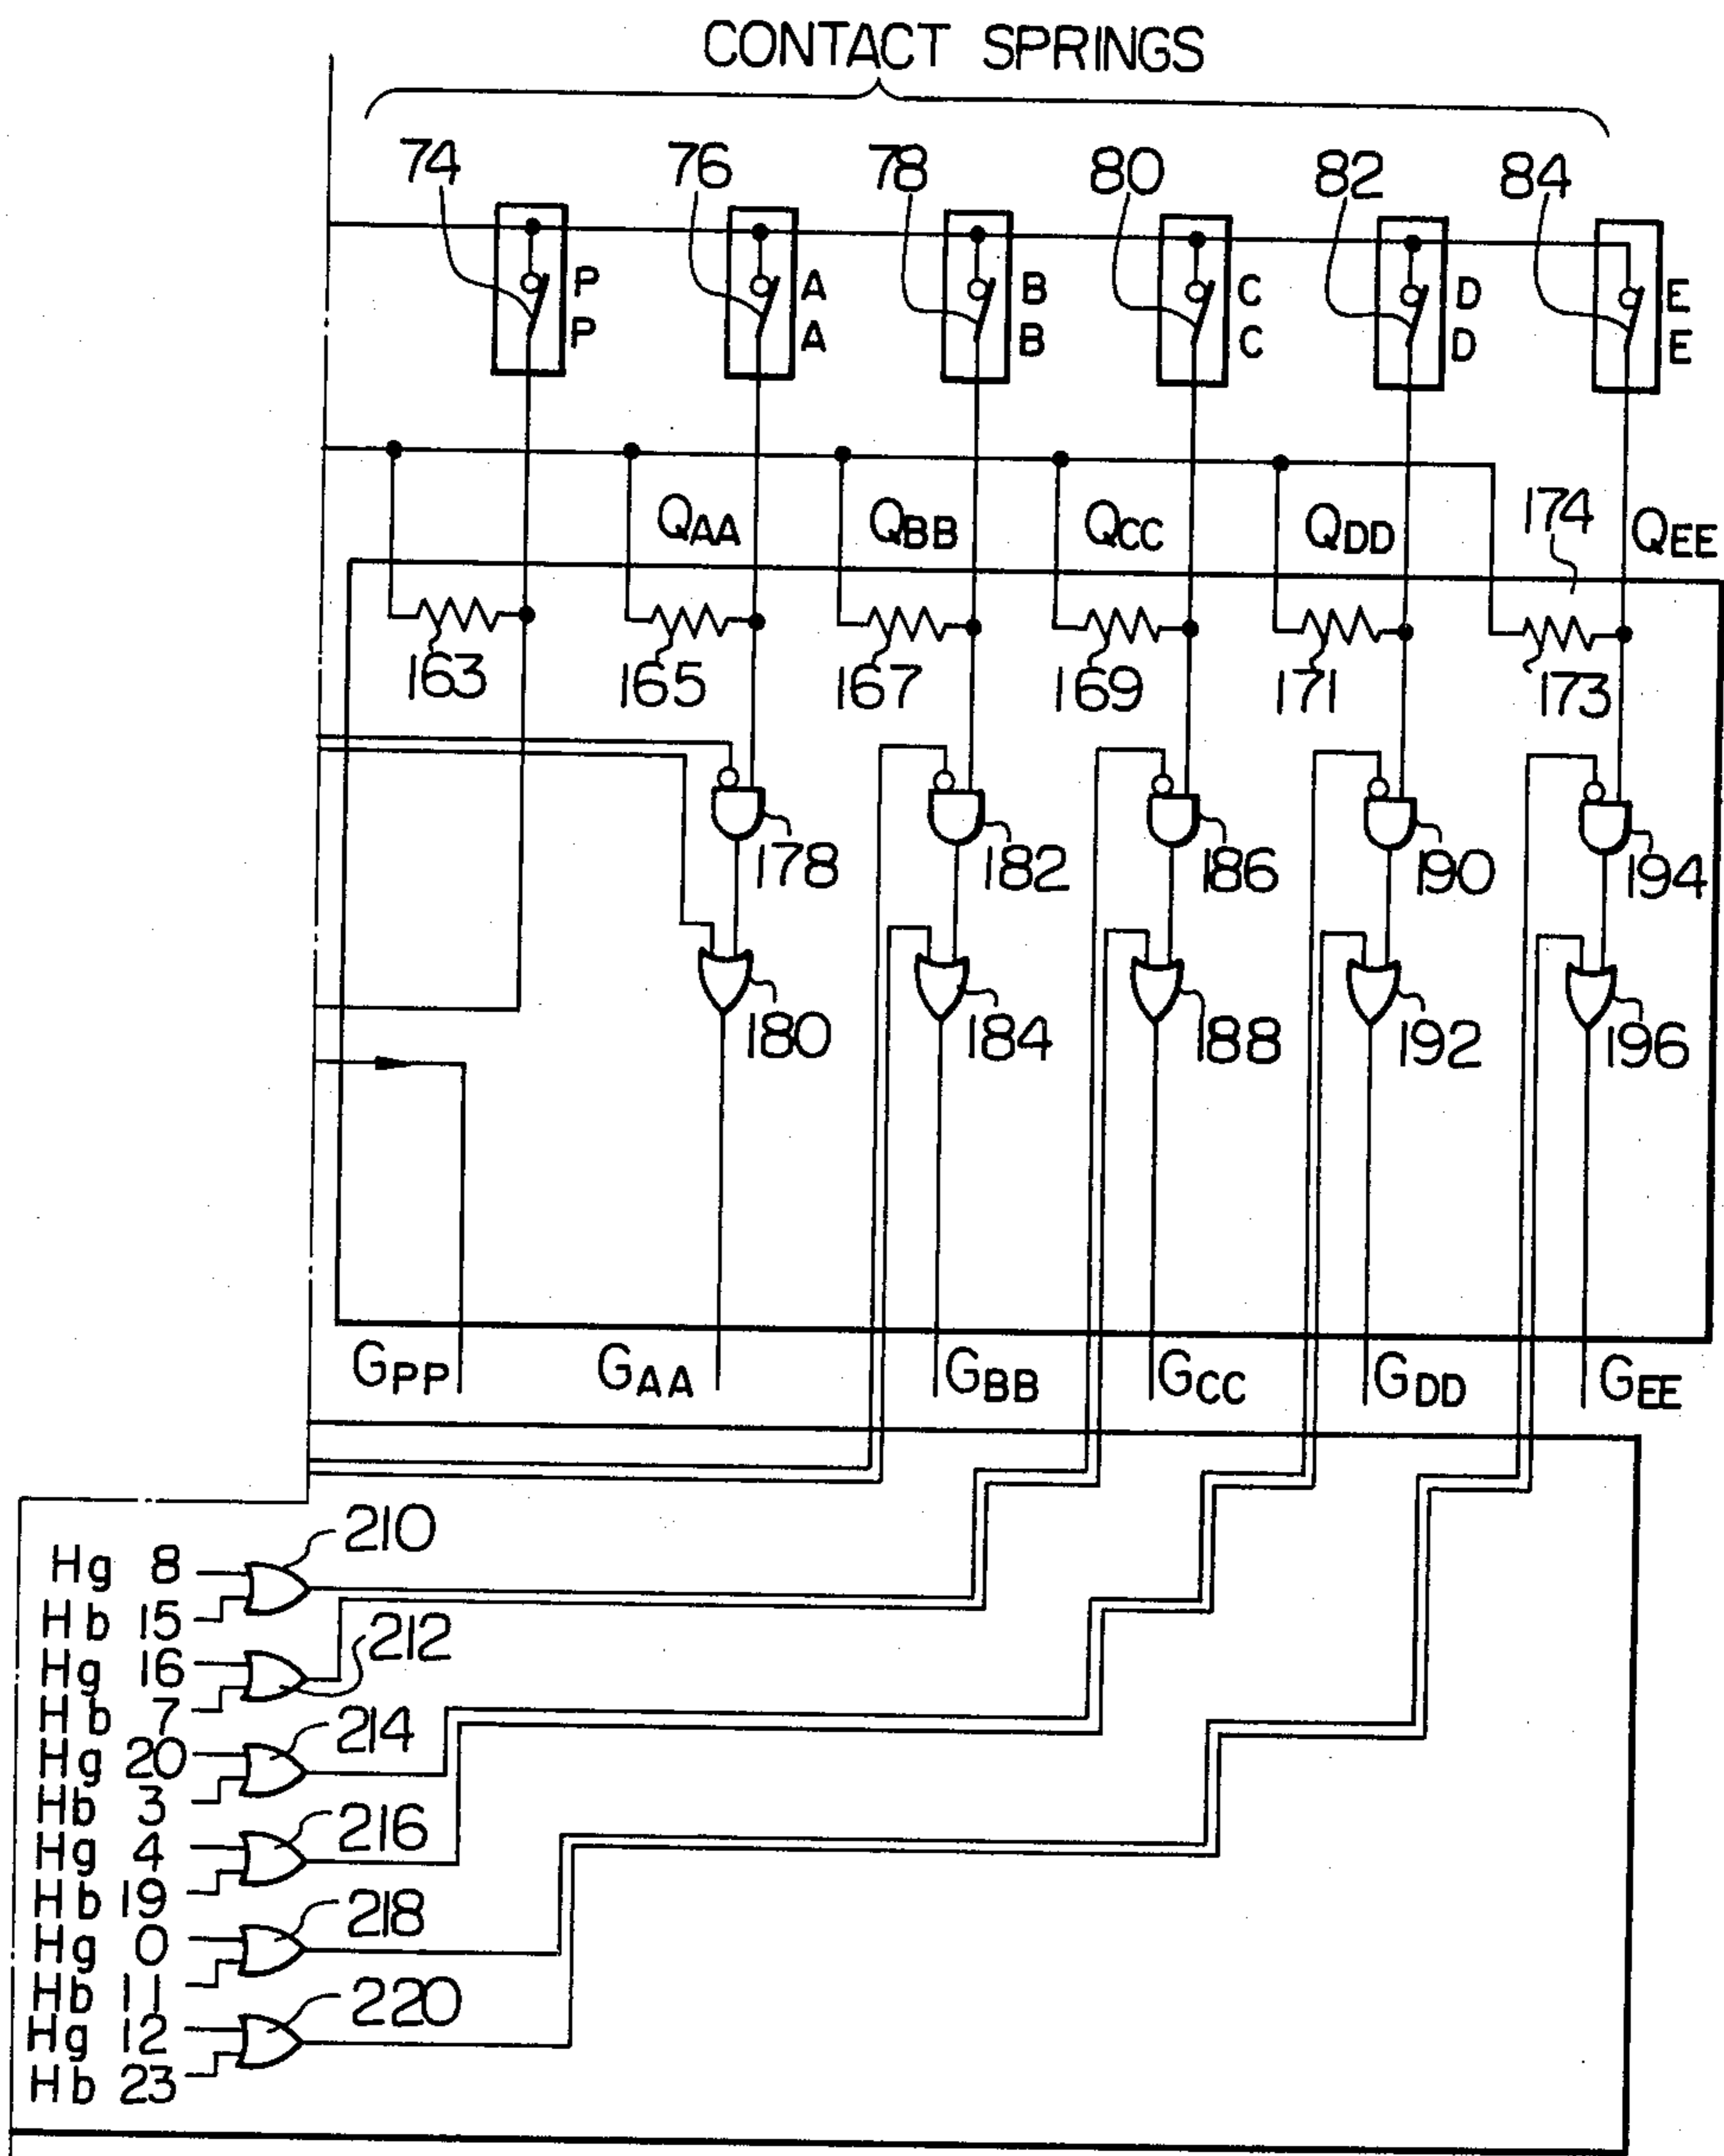 CONTACT SPRINGS
74 76 78 80 82 84
P A B C D E
P A B C D E
QAA QBB QCC QDD 174 QEE
163 165 167 169 171 173
178 182 186 190 194
180 184 188 192 196
GPP GAA GBB GCC GDD GEE
210
Hg 8
Hb 15
212
Hg 16
Hb 7
214
Hg 20
Hb 3
216
Hg 4
Hb 19
218
Hg 0
Hb 11
220
Hg 12
Hb 23